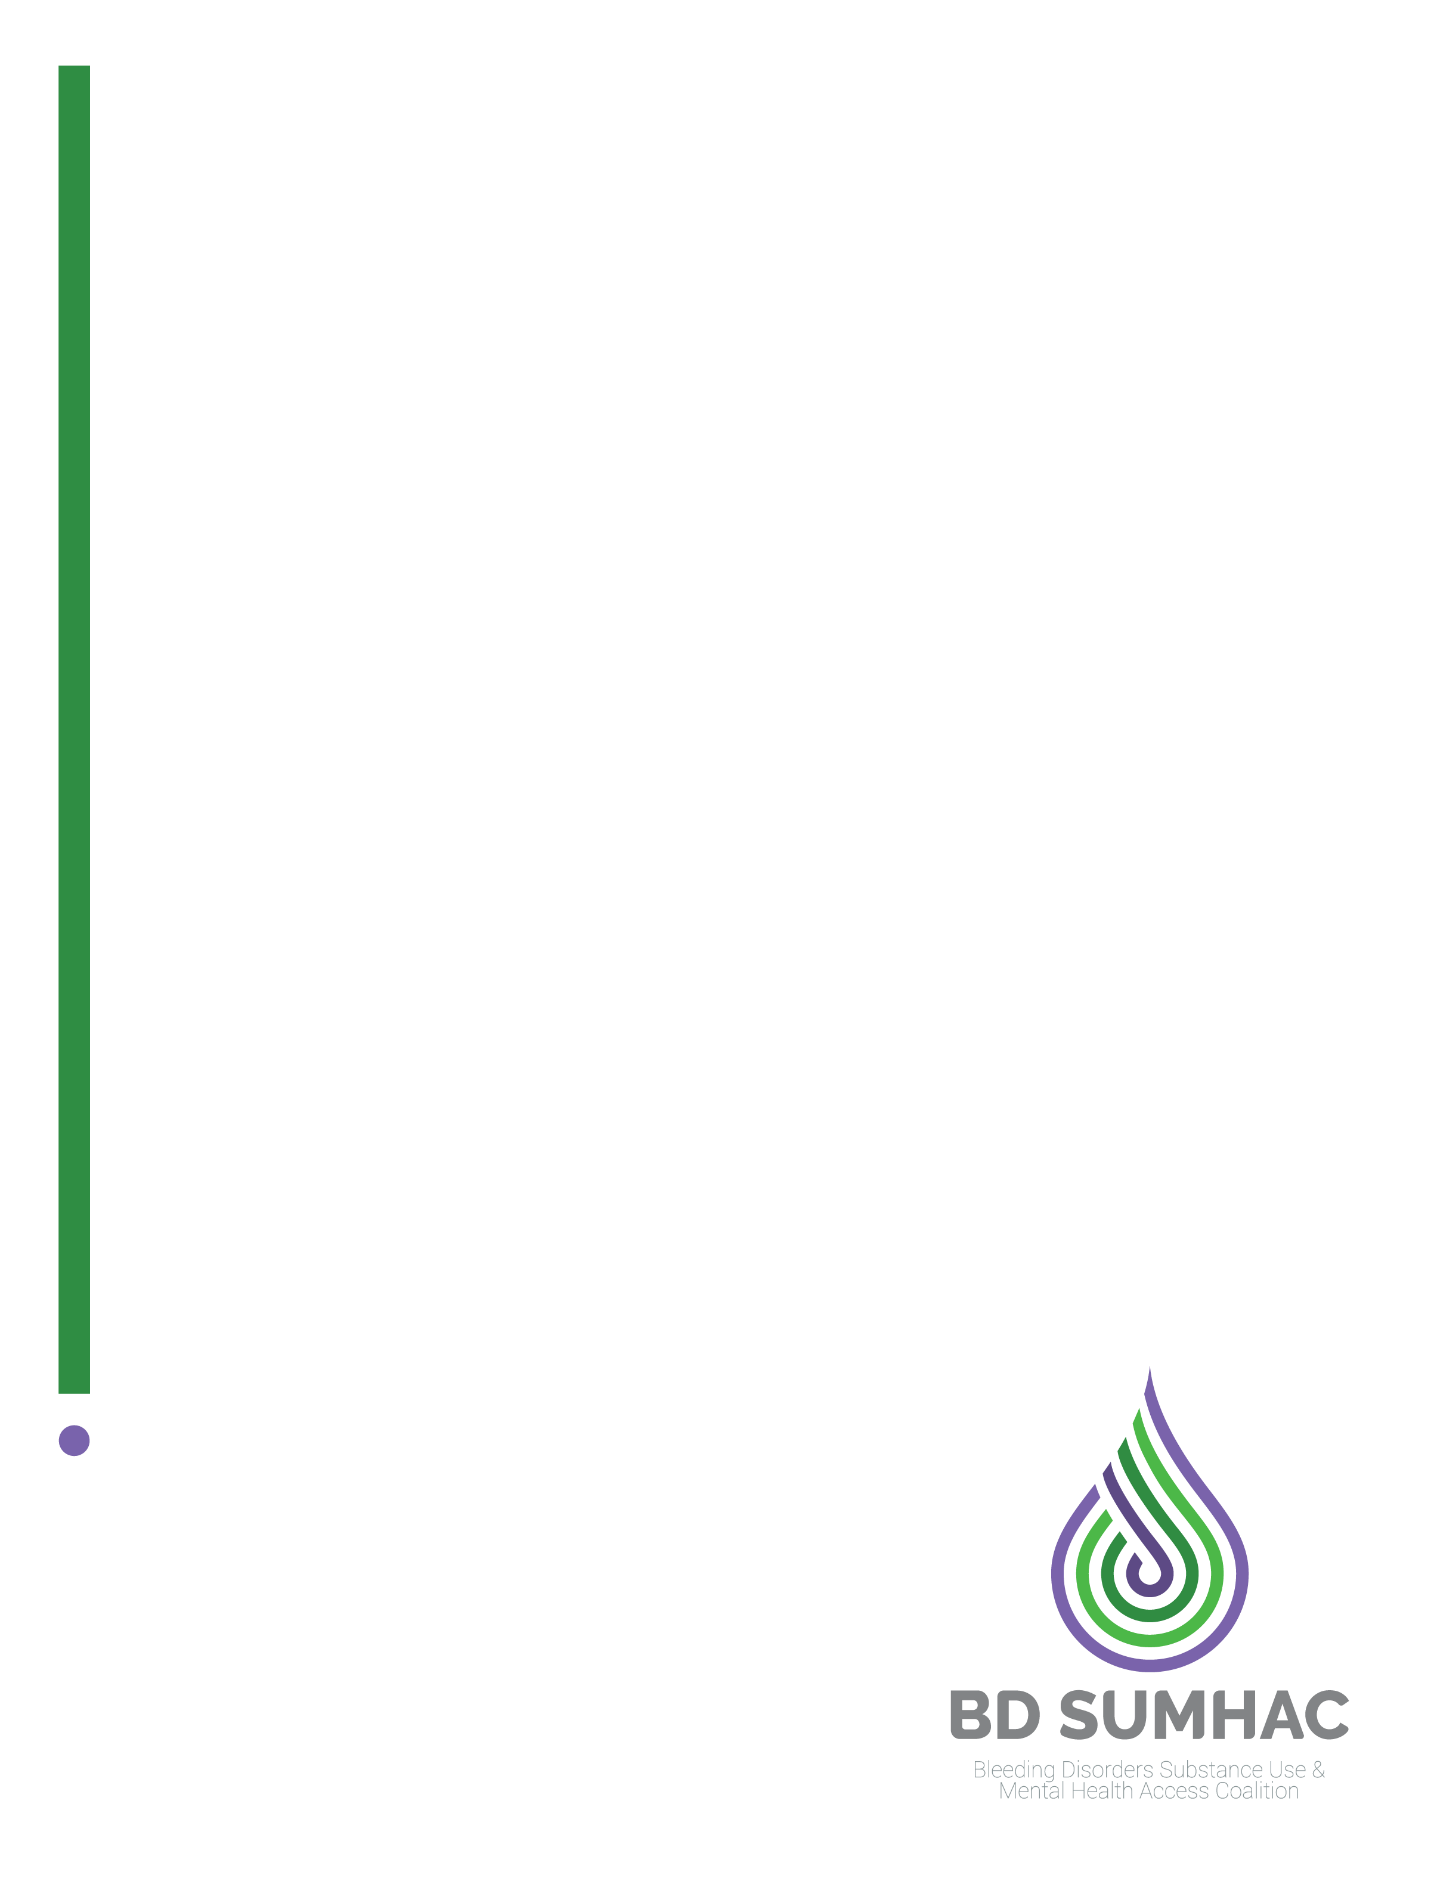 BD SUMHAC
Bleeding Disorders Substance Use &
Mental Health Access Coalition